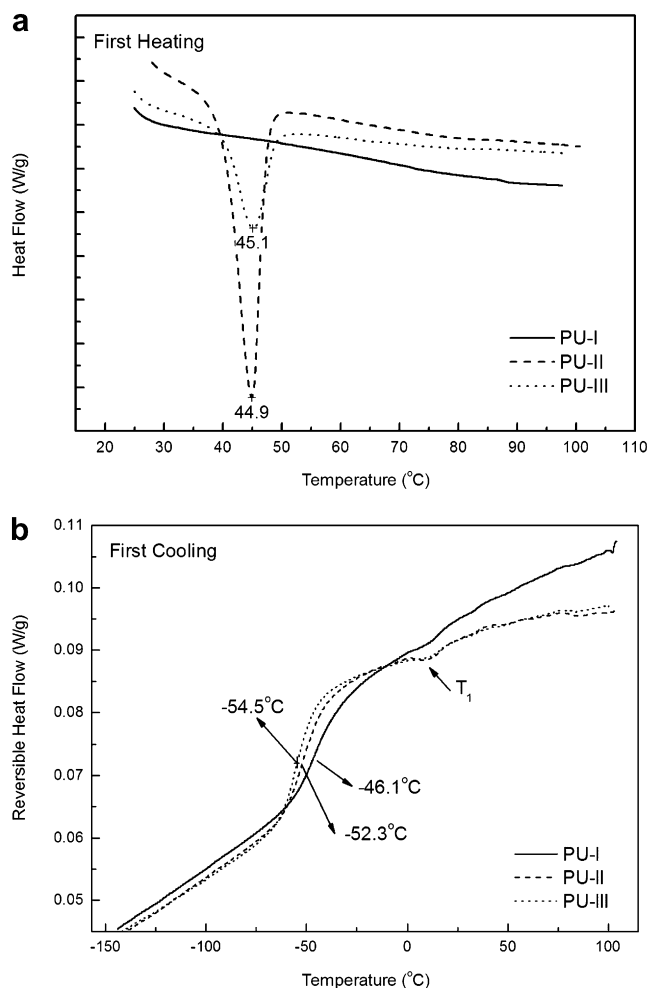 a
First Heating
Heat Flow (W/g)
45.1
44.9
PU-I
PU-II
PU-III
20 30 40 50 60 70 80 90 100 110
Temperature (°C)
b
First Cooling
Reversible Heat Flow (W/g)
0.11
0.10
0.09
0.08
0.07
0.06
0.05
T1
-54.5°C
-46.1°C
-52.3°C
PU-I
PU-II
PU-III
-150 -100 -50 0 50 100
Temperature (°C)